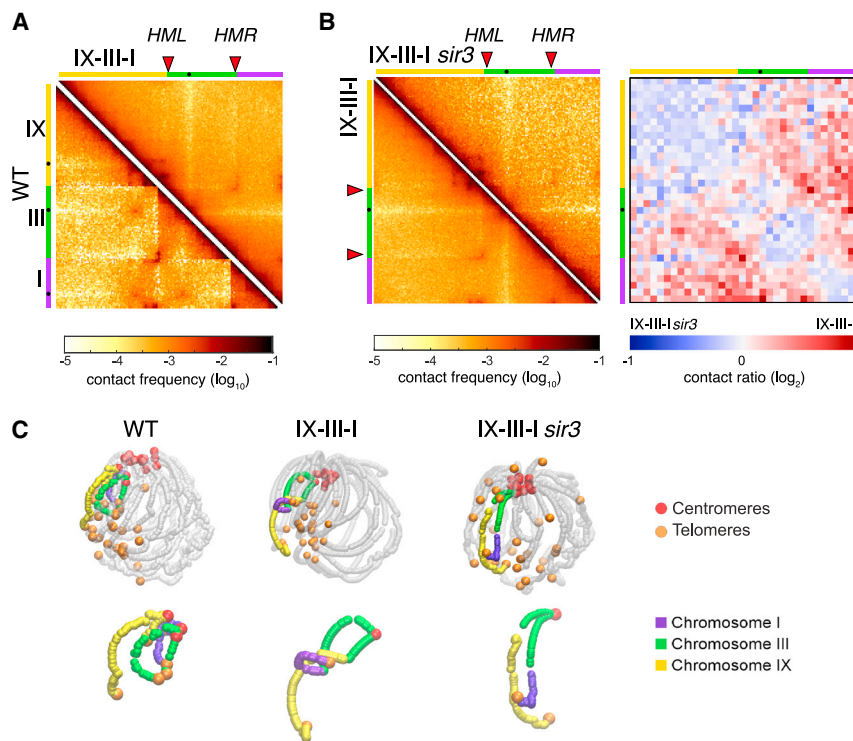 A
B
HML HMR
IX-III-I
HML HMR
IX-III-I sir3
IX
III
I
WT
IX-III-I
-5 -4 -3 -2 -1
contact frequency (log10)
-5 -4 -3 -2 -1
contact frequency (log10)
IX-III-I sir3 IX-III-
-1 0
contact ratio (log2)
C
WT
IX-III-I
IX-III-I sir3
Centromeres
Telomeres
Chromosome I
Chromosome III
Chromosome IX